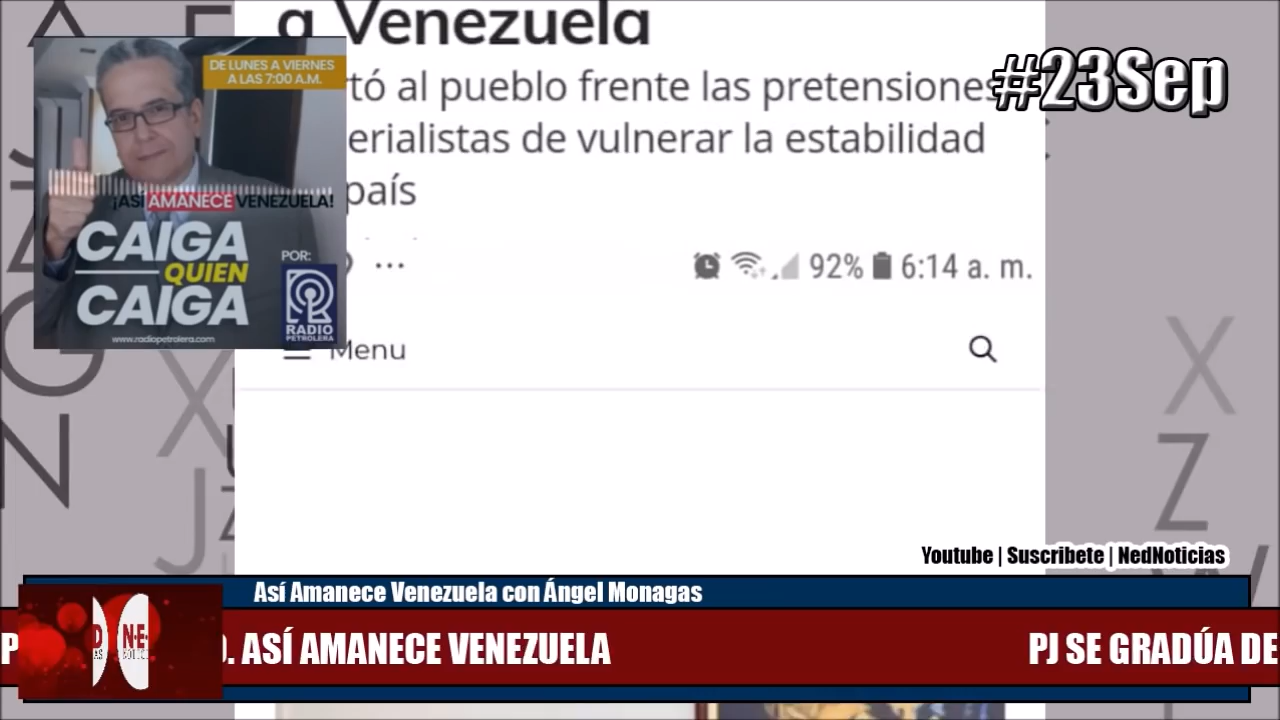 a Venezuela
tó al pueblo frente las pretensiones
erialistas de vulnerar la estabilidad
país
#23Sep
DE LUNES A VIERNES
A LAS 7:00 A.M.
¡ASÍ AMANECE VENEZUELA!
CAIGA
QUIEN
CAIGA
POR:
RADIO
PETROLERA
www.radiopetrolera.com
92% 6:14 a. m.
Menu
Youtube | Suscribete | NedNoticias
Así Amanece Venezuela con Ángel Monagas
. ASÍ AMANECE VENEZUELA
PJ SE GRADÚA DE